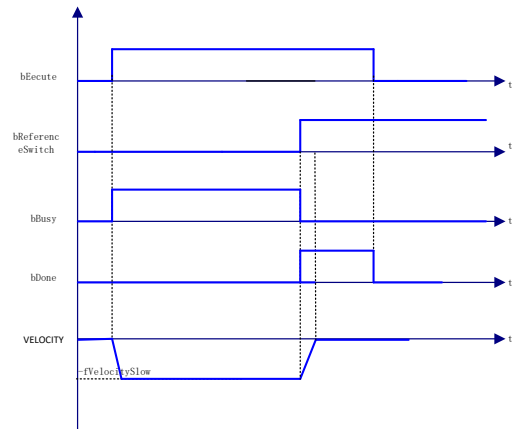 bEecute
t
bReferenc
eSwitch
t
bBusy
t
bDone
t
VELOCITY
t
-fVelocitySlow